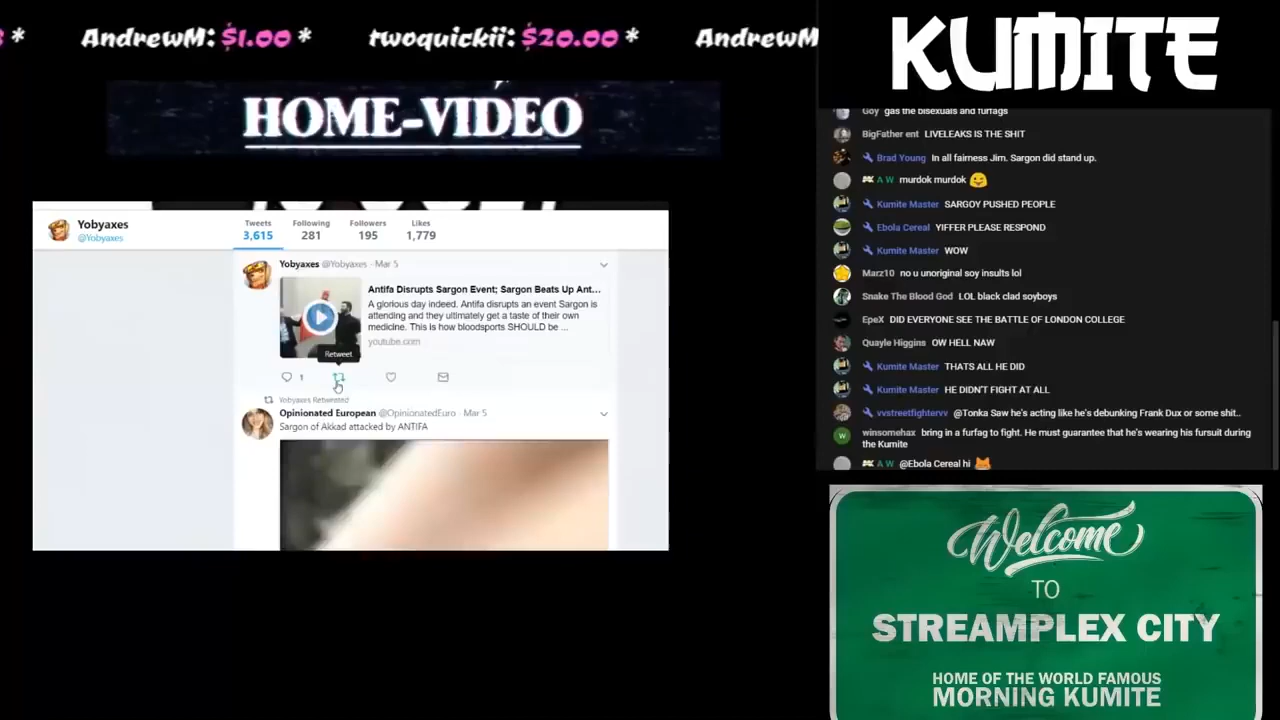 * AndrewM: $1.00 * twoquickii: $20.00 * AndrewM
KUMITE
HOME-VIDEO
Goy gas the bisexuals and furfags
BigFather ent LIVELEAKS IS THE SHIT
Brad Young In all fairness Jim. Sargon did stand up.
A W murdok murdok
Kumite Master SARGOY PUSHED PEOPLE
Ebola Cereal YIFFER PLEASE RESPOND
Kumite Master WOW
Marz10 no u unoriginal soy insults lol
Snake The Blood God LOL black clad soyboys
EpeX DID EVERYONE SEE THE BATTLE OF LONDON COLLEGE
Quayle Higgins OW HELL NAW
Kumite Master THATS ALL HE DID
Kumite Master HE DIDN'T FIGHT AT ALL
vvstreetfightervv @Tonka Saw he's acting like he's debunking Frank Dux or some shit..
winsomehax bring in a furfag to fight. He must guarantee that he's wearing his fursuit during
the Kumite
A W @Ebola Cereal hi
Yobyaxes
@Yobyaxes
Tweets Following Followers Likes
3,615 281 195 1,779
Yobyaxes @Yobyaxes · Mar 5
Antifa Disrupts Sargon Event; Sargon Beats Up Ant...
A glorious day indeed. Antifa disrupts an event Sargon is
attending and they ultimately get a taste of their own
medicine. This is how bloodsports SHOULD be ...
youtube.com
Retweet
1
Yobyaxes Retweeted
Opinionated European @OpinionatedEuro · Mar 5
Sargon of Akkad attacked by ANTIFA
Welcome
TO
STREAMPLEX CITY
HOME OF THE WORLD FAMOUS
MORNING KUMITE